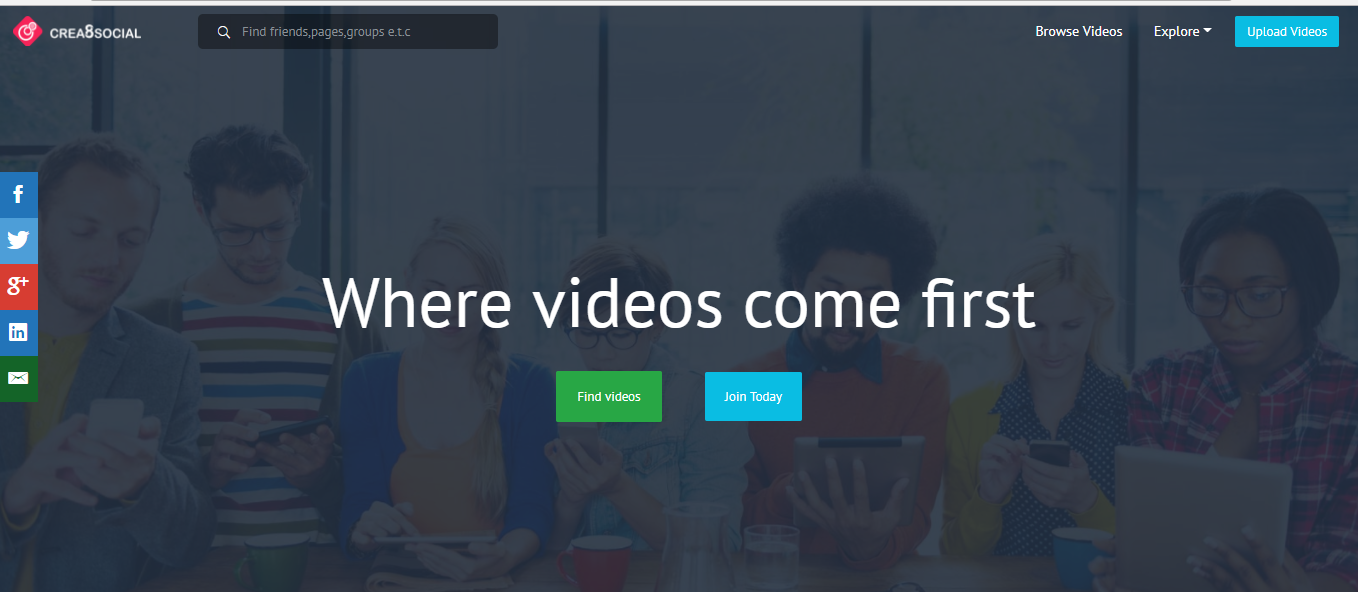 CREA8SOCIAL
Find friends,pages,groups e.t.c
Browse Videos
Explore
Upload Videos
f
g+
in
Where videos come first
Find videos
Join Today